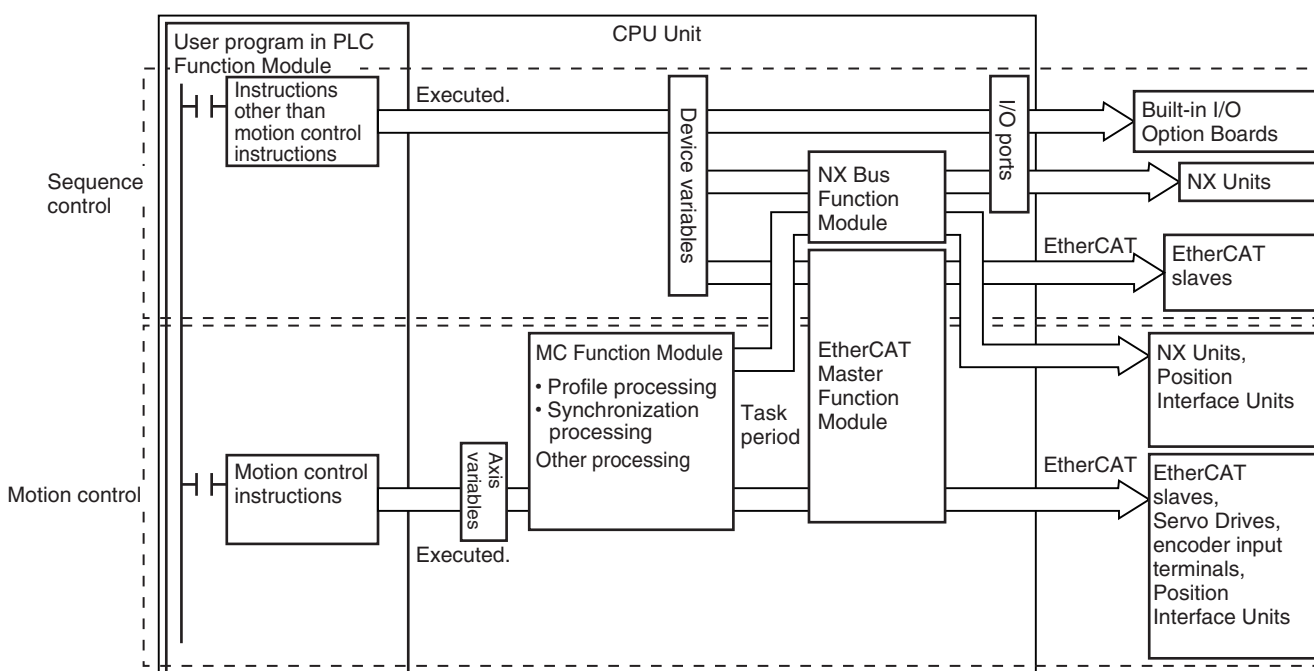 CPU Unit
User program in PLC
Function Module
Instructions
other than
motion control
instructions
Executed.
Device variables
I/O ports
Built-in I/O
Option Boards
Sequence
control
NX Bus
Function
Module
NX Units
EtherCAT
EtherCAT
slaves
MC Function Module
• Profile processing
• Synchronization
processing
Other processing
Task
period
EtherCAT
Master
Function
Module
NX Units,
Position
Interface Units
Motion control
Motion control
instructions
Axis
variables
Executed.
EtherCAT
EtherCAT
slaves,
Servo Drives,
encoder input
terminals,
Position
Interface Units